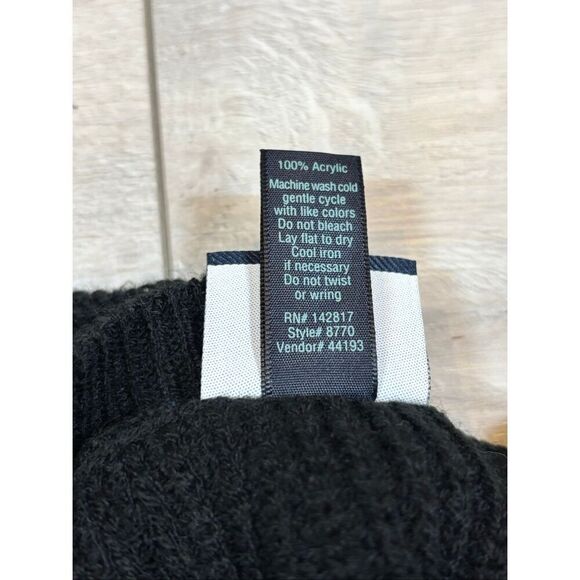 100% Acrylic
Machine wash cold
gentle cycle
with like colors
Do not bleach
Lay flat to dry
Cool iron
if necessary
Do not twist
or wring
RN# 142817
Style# 8770
Vendor# 44193